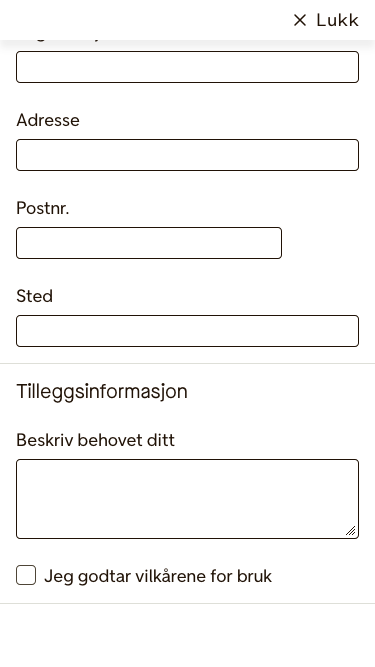 Lukk
Adresse
Postnr.
Sted
Tilleggsinformasjon
Beskriv behovet ditt
Jeg godtar vilkårene for bruk